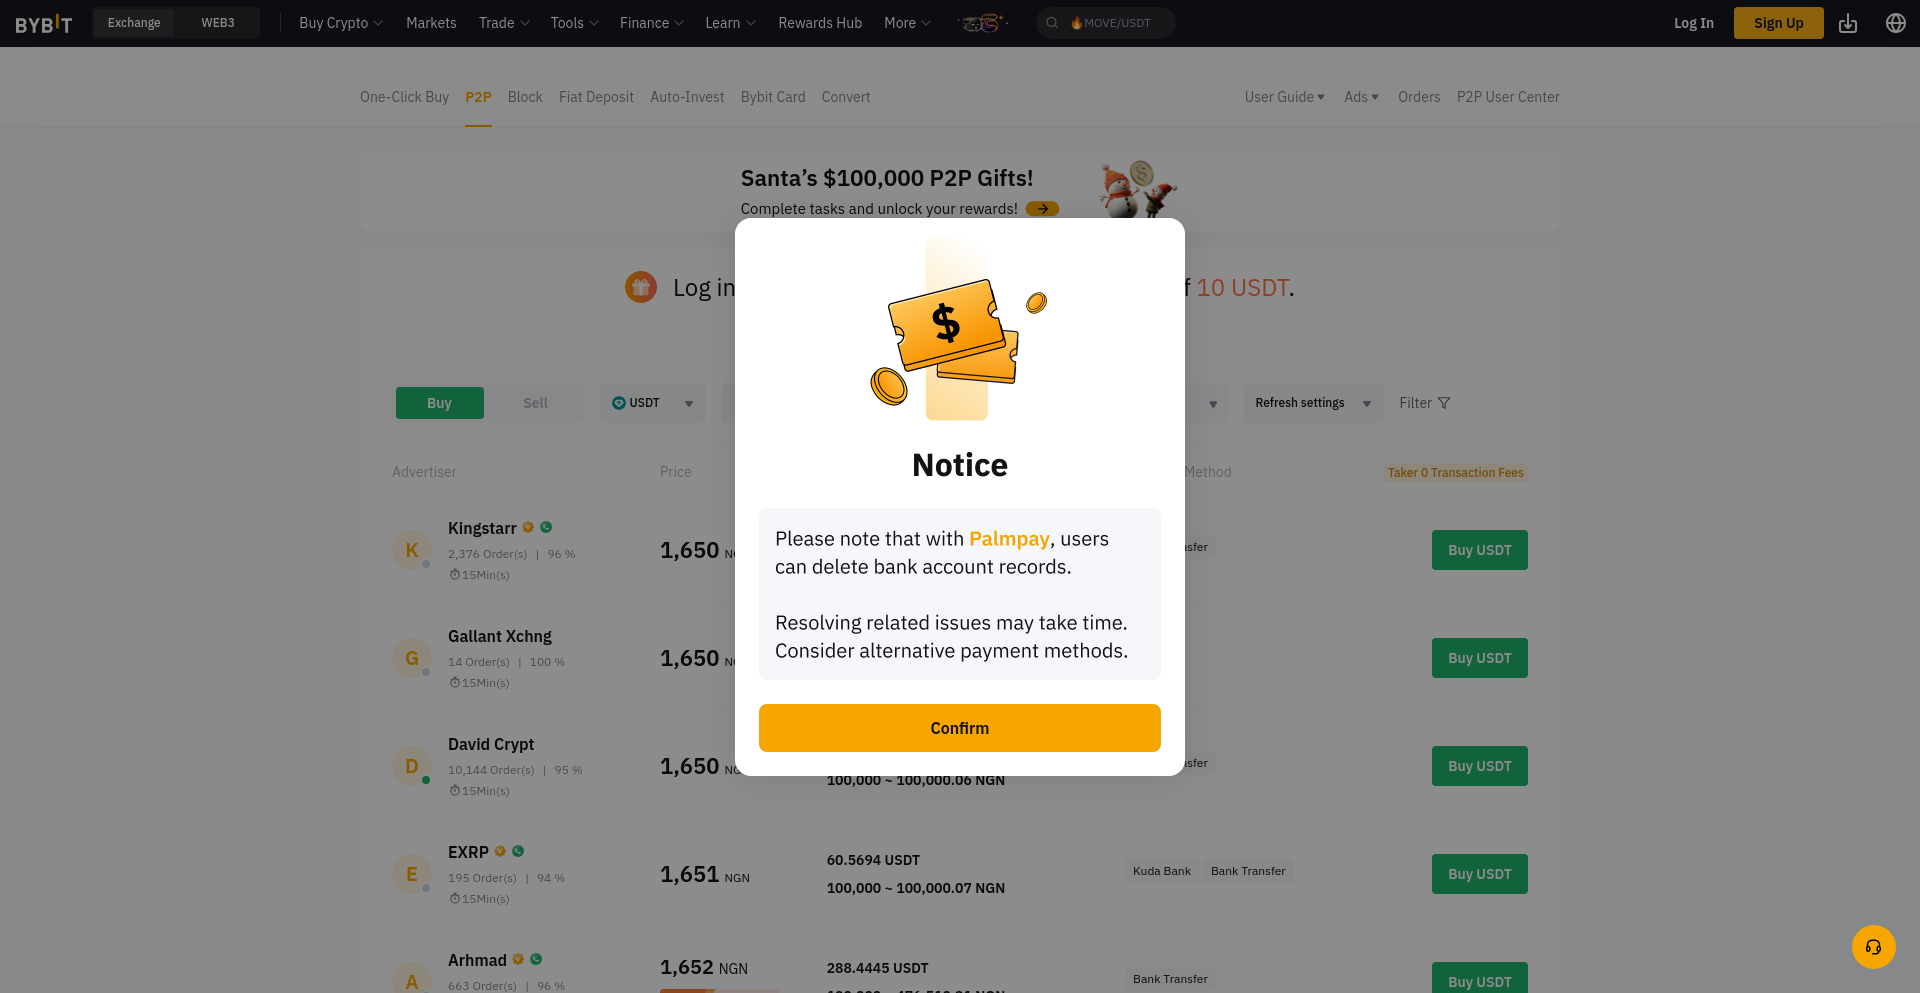 BYBIT Exchange WEB3 Buy Crypto Markets Trade Tools Finance Learn Rewards Hub More 🔥MOVE/USDT Log In Sign Up
One-Click Buy P2P Block Fiat Deposit Auto-Invest Bybit Card Convert User Guide Ads Orders P2P User Center
Santa's $100,000 P2P Gifts!
Complete tasks and unlock your rewards!
Log in f 10 USDT.
$
Buy Sell USDT Refresh settings Filter
Notice
Advertiser Price Method Taker 0 Transaction Fees
Please note that with Palmpay, users
can delete bank account records.
Resolving related issues may take time.
Consider alternative payment methods.
Confirm
K Kingstarr
2,376 Order(s) | 96 %
15Min(s)
1,650
Buy USDT
G Gallant Xchng
14 Order(s) | 100 %
15Min(s)
1,650
Buy USDT
D David Crypt
10,144 Order(s) | 95 %
15Min(s)
1,650
100,000 ~ 100,000.06 NGN
Buy USDT
E EXRP
195 Order(s) | 94 %
15Min(s)
1,651 NGN
60.5694 USDT
100,000 ~ 100,000.07 NGN
Kuda Bank Bank Transfer
Buy USDT
A Arhmad
663 Order(s) | 96 %
1,652 NGN
288.4445 USDT
Bank Transfer
Buy USDT